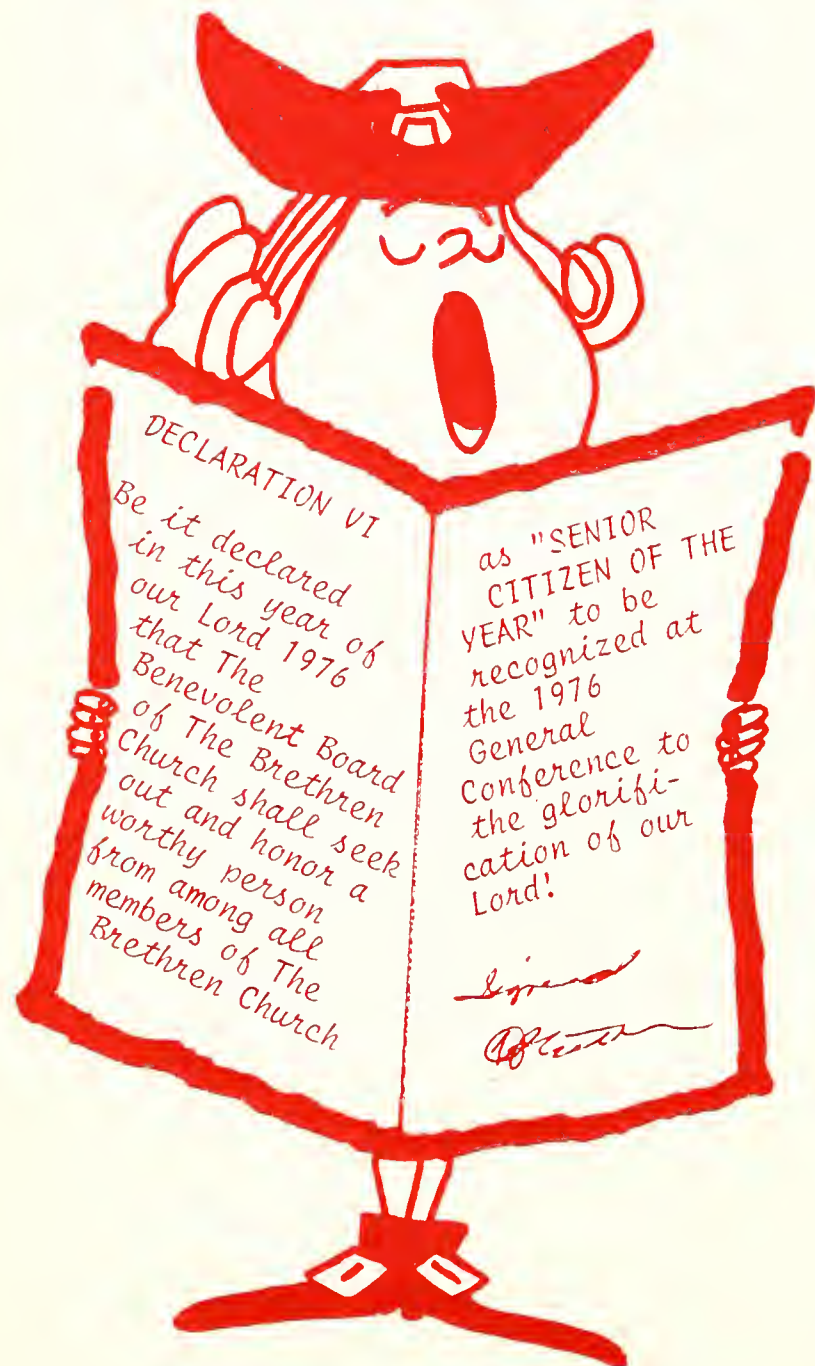 DECLARATION VI
Be it declared
in this year of
our Lord 1976
that The
Benevolent Board
of The Brethren
Church shall seek
out and honor a
worthy person
from among all
members of The
Brethren Church
as "SENIOR
CITIZEN OF THE
YEAR" to be
recognized at
the 1976
General
Conference to
the glorifi-
cation of our
Lord!
Signed